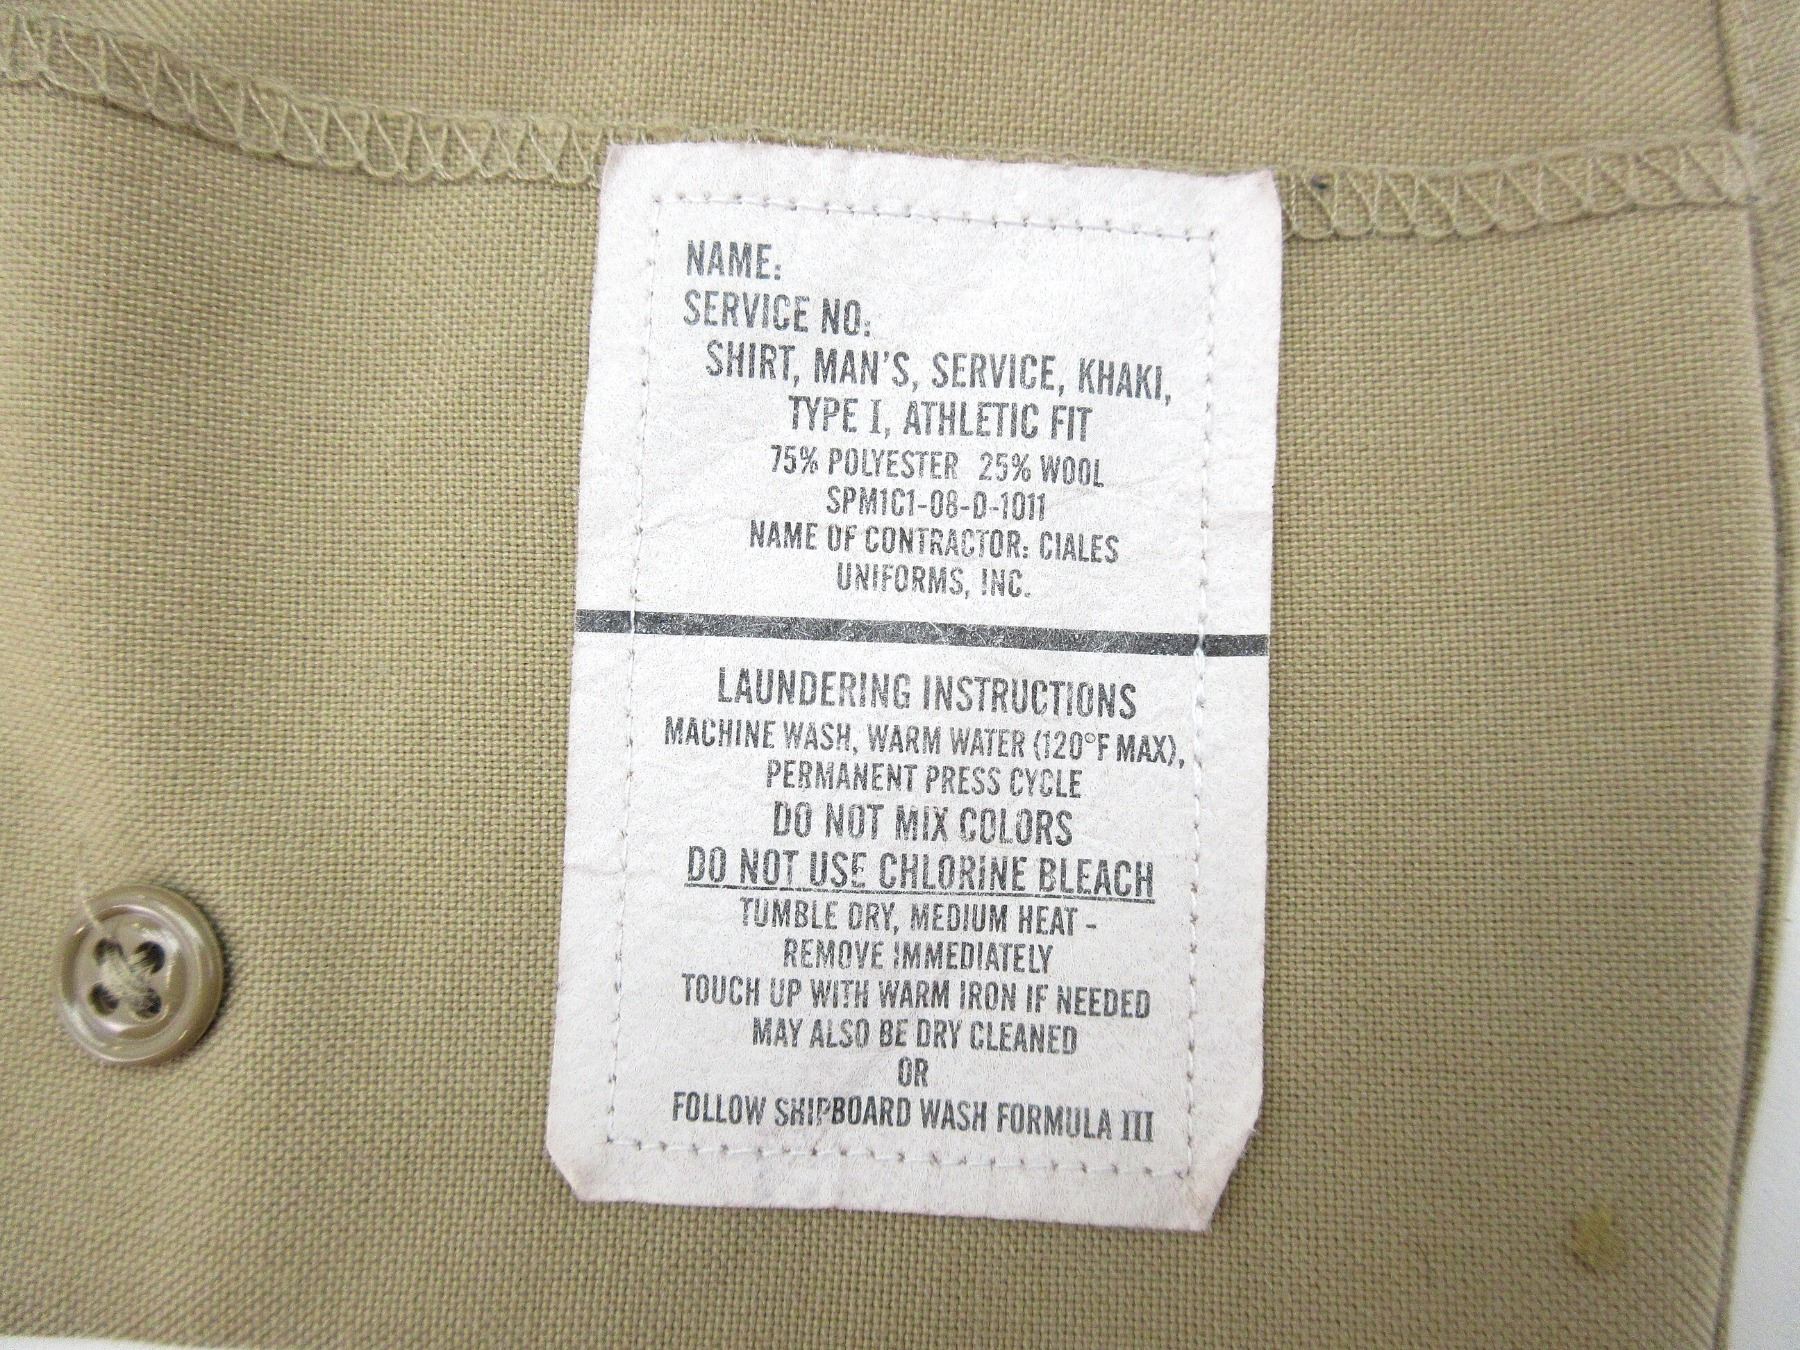 NAME:
SERVICE NO:
SHIRT, MAN'S, SERVICE, KHAKI,
TYPE I, ATHLETIC FIT
75% POLYESTER 25% WOOL
SPM1C1-08-D-1011
NAME OF CONTRACTOR: CIALES
UNIFORMS, INC.
LAUNDERING INSTRUCTIONS
MACHINE WASH, WARM WATER (120°F MAX),
PERMANENT PRESS CYCLE
DO NOT MIX COLORS
DO NOT USE CHLORINE BLEACH
TUMBLE DRY, MEDIUM HEAT -
REMOVE IMMEDIATELY
TOUCH UP WITH WARM IRON IF NEEDED
MAY ALSO BE DRY CLEANED
OR
FOLLOW SHIPBOARD WASH FORMULA III